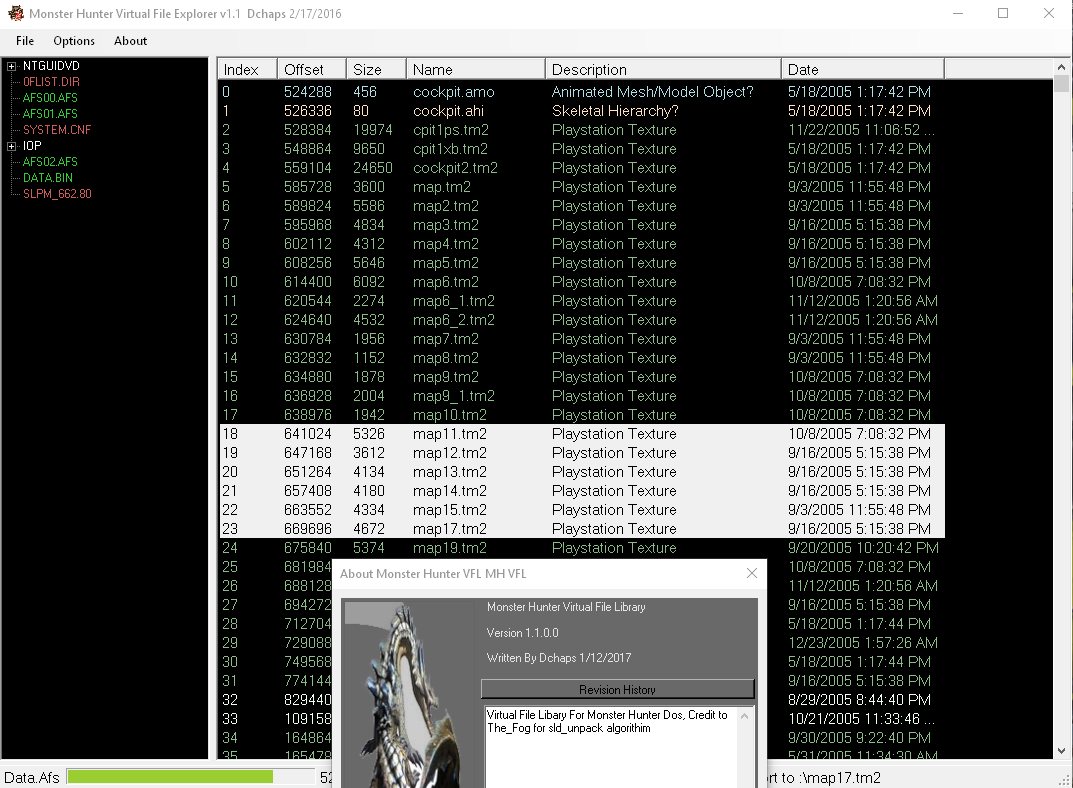 Monster Hunter Virtual File Explorer v1.1 Dchaps 2/17/2016
File Options About
NTGUIDVD
0FLIST.DIR
AFS00.AFS
AFS01.AFS
SYSTEM.CNF
IOP
AFS02.AFS
DATA.BIN
SLPM_662.80
Index Offset Size Name Description Date
0 524288 456 cockpit.amo Animated Mesh/Model Object? 5/18/2005 1:17:42 PM
1 526336 80 cockpit.ahi Skeletal Hierarchy? 5/18/2005 1:17:42 PM
2 528384 19974 cpit1ps.tm2 Playstation Texture 11/22/2005 11:06:52 ...
3 548864 9650 cpit1xb.tm2 Playstation Texture 5/18/2005 1:17:42 PM
4 559104 24650 cockpit2.tm2 Playstation Texture 5/18/2005 1:17:42 PM
5 585728 3600 map.tm2 Playstation Texture 9/3/2005 11:55:48 PM
6 589824 5586 map2.tm2 Playstation Texture 9/3/2005 11:55:48 PM
7 595968 4834 map3.tm2 Playstation Texture 9/16/2005 5:15:38 PM
8 602112 4312 map4.tm2 Playstation Texture 9/16/2005 5:15:38 PM
9 608256 5646 map5.tm2 Playstation Texture 9/16/2005 5:15:38 PM
10 614400 6092 map6.tm2 Playstation Texture 10/8/2005 7:08:32 PM
11 620544 2274 map6_1.tm2 Playstation Texture 11/12/2005 1:20:56 AM
12 624640 4532 map6_2.tm2 Playstation Texture 11/12/2005 1:20:56 AM
13 630784 1956 map7.tm2 Playstation Texture 9/3/2005 11:55:48 PM
14 632832 1152 map8.tm2 Playstation Texture 9/3/2005 11:55:48 PM
15 634880 1878 map9.tm2 Playstation Texture 10/8/2005 7:08:32 PM
16 636928 2004 map9_1.tm2 Playstation Texture 10/8/2005 7:08:32 PM
17 638976 1942 map10.tm2 Playstation Texture 10/8/2005 7:08:32 PM
18 641024 5326 map11.tm2 Playstation Texture 10/8/2005 7:08:32 PM
19 647168 3612 map12.tm2 Playstation Texture 9/16/2005 5:15:38 PM
20 651264 4134 map13.tm2 Playstation Texture 9/16/2005 5:15:38 PM
21 657408 4180 map14.tm2 Playstation Texture 9/16/2005 5:15:38 PM
22 663552 4334 map15.tm2 Playstation Texture 9/3/2005 11:55:48 PM
23 669696 4672 map17.tm2 Playstation Texture 9/16/2005 5:15:38 PM
24 675840 5374 map19.tm2 Playstation Texture 9/20/2005 10:20:42 PM
25 681984 10/8/2005 7:08:32 PM
26 688128 11/12/2005 1:20:56 AM
27 694272 9/16/2005 5:15:38 PM
28 712704 5/18/2005 1:17:44 PM
29 729088 12/23/2005 1:57:26 AM
30 749568 5/18/2005 1:17:44 PM
31 774144 9/16/2005 5:15:38 PM
32 829440 8/29/2005 8:44:40 PM
33 109158 10/21/2005 11:33:46 ...
34 164864 9/30/2005 9:22:40 PM
35 165478 5/31/2005 11:34:30 AM
About Monster Hunter VFL MH VFL
Monster Hunter Virtual File Library
Version 1.1.0.0
Written By Dchaps 1/12/2017
Revision History
Virtual File Libary For Monster Hunter Dos, Credit to
The_Fog for sld_unpack algorithim
Data.Afs 52 rt to :\map17.tm2